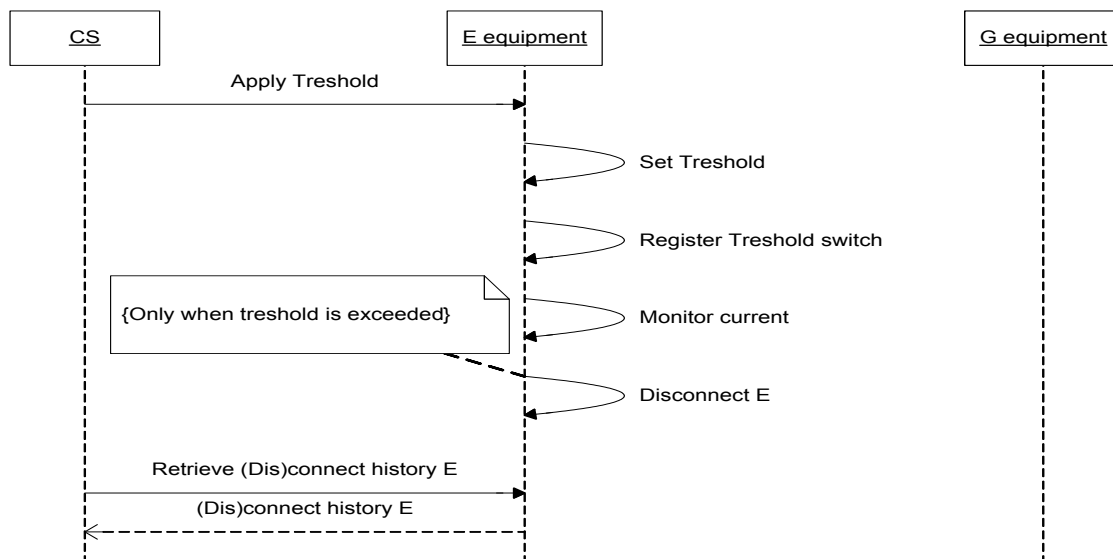 CS
E equipment
G equipment
Apply Treshold
Set Treshold
Register Treshold switch
{Only when treshold is exceeded}
Monitor current
Disconnect E
Retrieve (Dis)connect history E
(Dis)connect history E